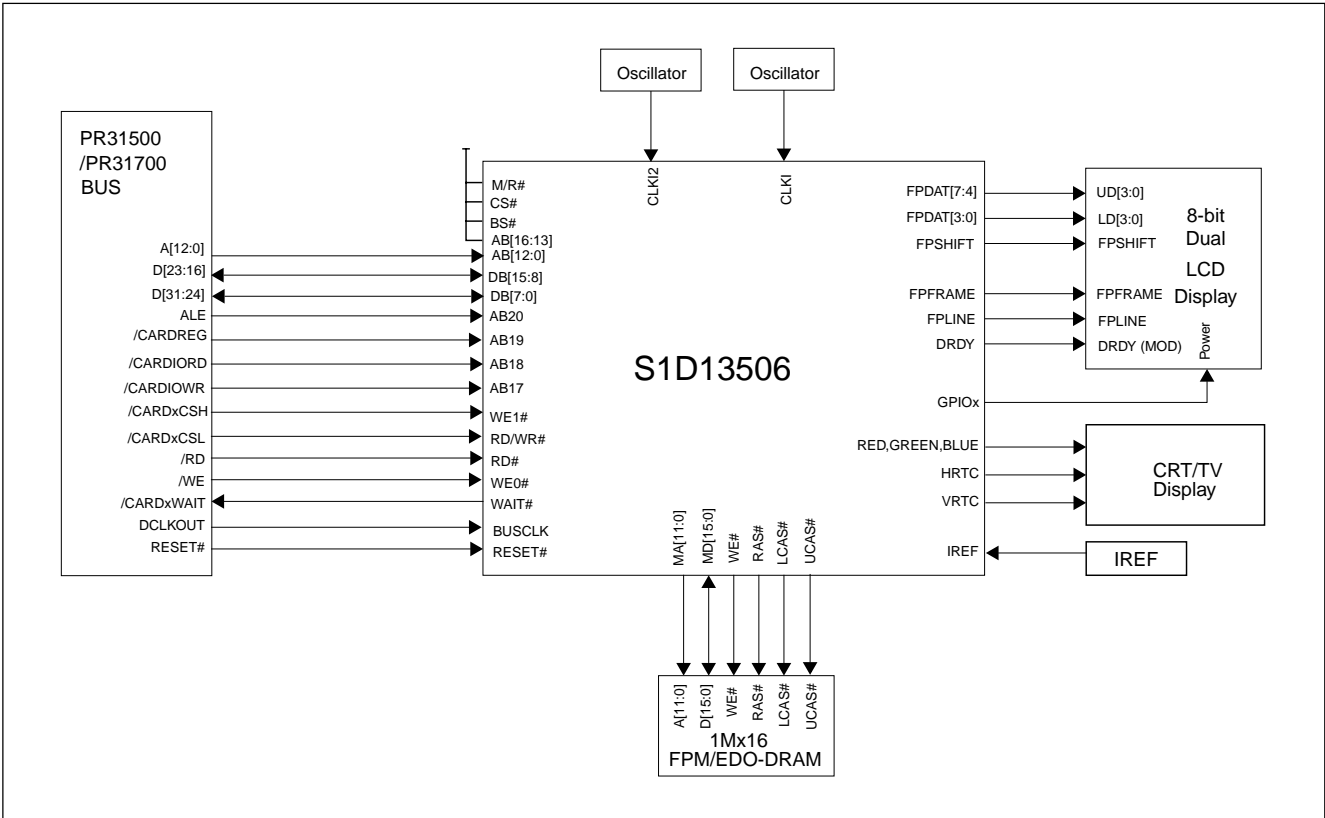 Oscillator
Oscillator
PR31500
/PR31700
BUS
A[12:0]
D[23:16]
D[31:24]
ALE
/CARDREG
/CARDIORD
/CARDIOWR
/CARDxCSH
/CARDxCSL
/RD
/WE
/CARDxWAIT
DCLKOUT
RESET#
M/R#
CS#
BS#
AB[16:13]
AB[12:0]
DB[15:8]
DB[7:0]
AB20
AB19
AB18
AB17
WE1#
RD/WR#
RD#
WE0#
WAIT#
BUSCLK
RESET#
CLKI2
CLKI
S1D13506
FPDAT[7:4]
FPDAT[3:0]
FPSHIFT
FPFRAME
FPLINE
DRDY
GPIOx
RED,GREEN,BLUE
HRTC
VRTC
IREF
UD[3:0]
LD[3:0]
FPSHIFT
FPFRAME
FPLINE
DRDY (MOD)
8-bit
Dual
LCD
Display
Power
CRT/TV
Display
IREF
MA[11:0]
MD[15:0]
WE#
RAS#
LCAS#
UCAS#
A[11:0]
D[15:0]
WE#
RAS#
LCAS#
UCAS#
1Mx16
FPM/EDO-DRAM